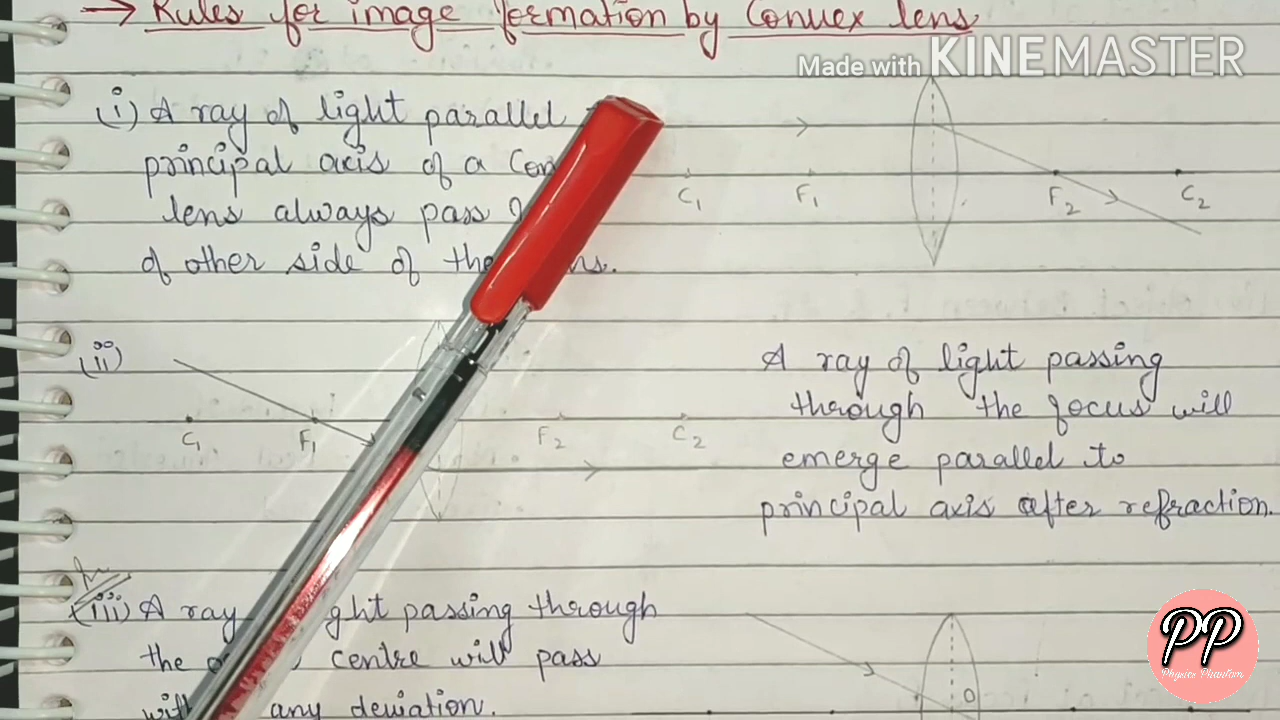 → Rules for image formation by Convex lens
Made with KINEMASTER
(i) A ray of light parallel
principal axis of a
lens always pass
of other side of the
C₁ F₁ F₂ C₂
(ii)
C₁ F₁ F₂ C₂
A ray of light passing
through the focus will
emerge parallel to
principal axis after refraction.
(iii) A ray passing through
the centre will pass
any deviation.
O
PP
Physics Phantom